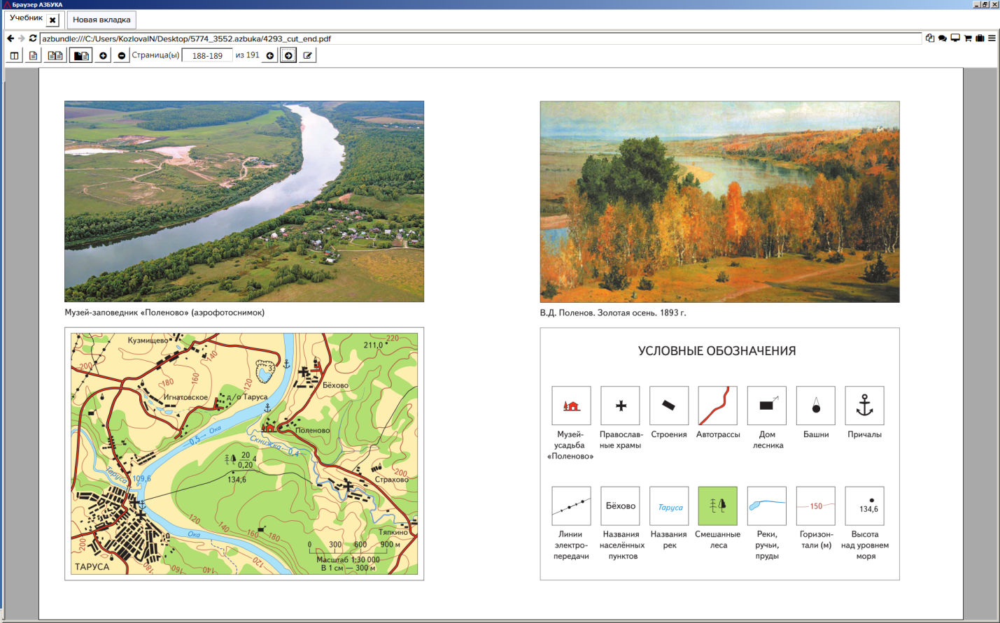 Браузер АЗБУКА
Учебник
Новая вкладка
azbundle:///C:/Users/KozlovaIN/Desktop/5774_3552.azbuka/4293_cut_end.pdf
Страница(ы) 188-189 из 191
Музей-заповедник «Поленово» (аэрофотоснимок)
В.Д. Поленов. Золотая осень. 1893 г.
Кузмищево
140
200
180
160
120
33
211,0
220
Бёхово
Игнатовское
д/о Таруса
0,5
Ока
Поленово
Скнижка
0,4
20
0,20
4
134,6
Таруса
109,6
200
Страхово
120
140
160
180
Ока
Тяпкино
0 300 600 900 м
Масштаб 1:30 000
В 1 см — 300 м
120
200
ТАРУСА
180
160
140
УСЛОВНЫЕ ОБОЗНАЧЕНИЯ
Музей-
усадьба
«Поленово»
Православ-
ные храмы
Строения
Автотрассы
Дом
лесника
Башни
Причалы
Бёхово
Таруса
150
134,6
Линии
электро-
передачи
Названия
населённых
пунктов
Названия
рек
Смешанные
леса
Реки,
ручьи,
пруды
Горизон-
тали (м)
Высота
над уровнем
моря